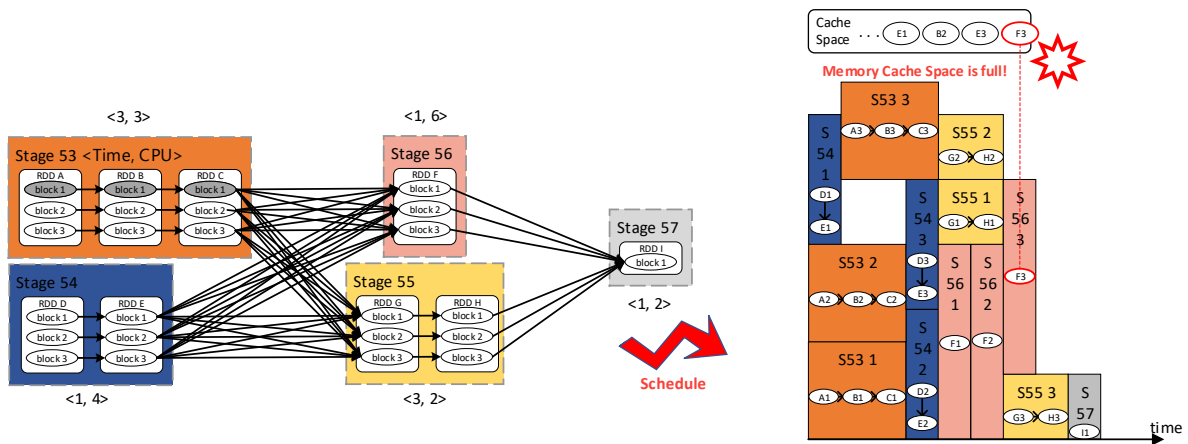 <3, 3>
Stage 53 <Time, CPU>
RDD A
block 1
block 2
block 3
RDD B
block 1
block 2
block 3
RDD C
block 1
block 2
block 3
Stage 54
RDD D
block 1
block 2
block 3
RDD E
block 1
block 2
block 3
<1, 4>
<1, 6>
Stage 56
RDD F
block 1
block 2
block 3
Stage 55
RDD G
block 1
block 2
block 3
RDD H
block 1
block 2
block 3
<3, 2>
Stage 57
RDD I
block 1
<1, 2>
Schedule
Cache
Space
. . .
E1
B2
E3
F3
Memory Cache Space is full!
S
54
1
D1
E1
S53 3
A3
B3
C3
S55 2
G2
H2
S55 1
G1
H1
S
54
3
D3
E3
S
56
3
F3
S53 2
A2
B2
C2
S
56
1
F1
S
56
2
F2
S53 1
A1
B1
C1
S
54
2
D2
E2
S55 3
G3
H3
S
57
I1
time